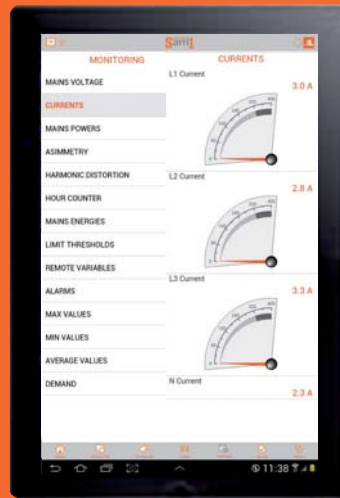 Sam1
MONITORING
MAINS VOLTAGE
CURRENTS
MAINS POWERS
ASIMMETRY
HARMONIC DISTORTION
HOUR COUNTER
MAINS ENERGIES
LIMIT THRESHOLDS
REMOTE VARIABLES
ALARMS
MAX VALUES
MIN VALUES
AVERAGE VALUES
DEMAND
CURRENTS
L1 Current
3.0 A
L2 Current
2.8 A
L3 Current
3.3 A
N Current
2.3 A
11:38